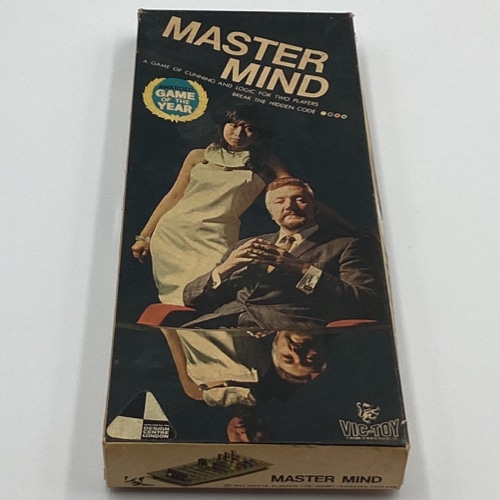 MASTER
MIND
A GAME OF CUNNING AND LOGIC FOR TWO PLAYERS
BREAK THE HIDDEN CODE
AWARDED
GAME
OF THE
YEAR
DESIGN
CENTRE
LONDON
VIC-TOY
MASTER MIND